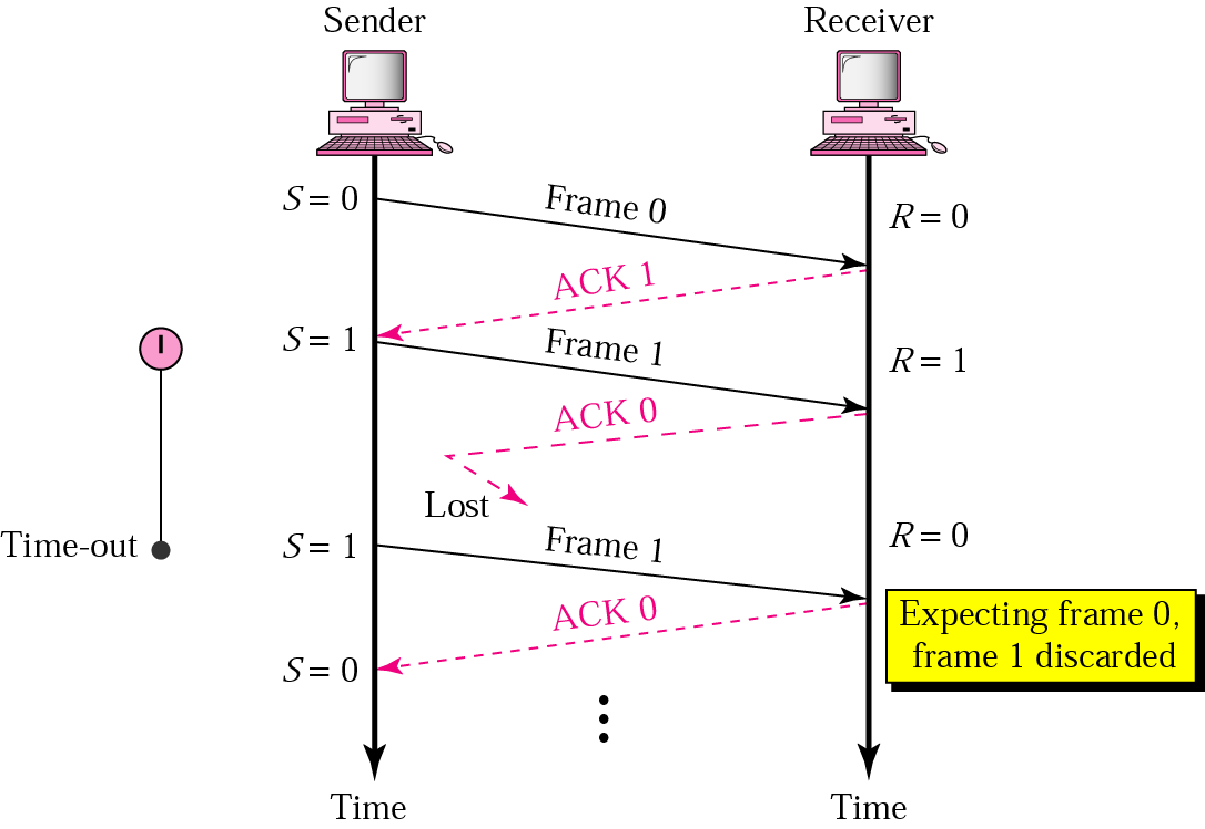 Sender
Receiver
S = 0
Frame 0
R = 0
ACK 1
S = 1
Frame 1
R = 1
ACK 0
Lost
Time-out
S = 1
Frame 1
R = 0
ACK 0
Expecting frame 0,
frame 1 discarded
S = 0
Time
Time